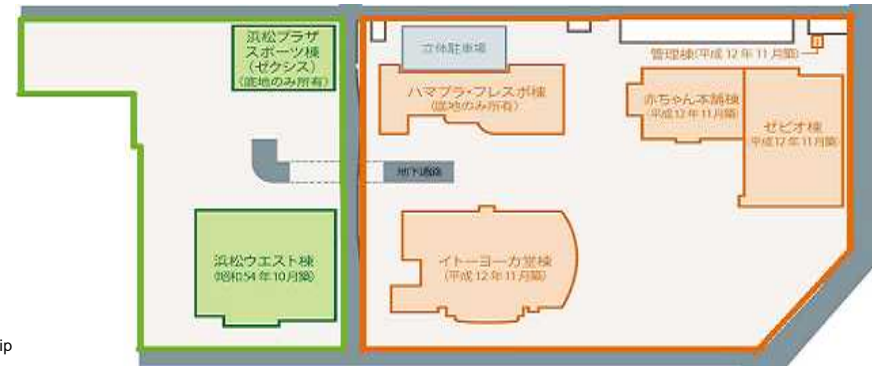 浜松プラザ
スポーツ棟
(ゼクシス)
(底地のみ所有)
立体駐車場
管理棟(平成12年11月築)
ハマプラ・フレスポ棟
(底地のみ所有)
赤ちゃん本舗棟
(平成12年11月築)
ゼビオ棟
平成12年11月築)
地下通路
浜松ウエスト棟
(昭和54年10月築)
イトーヨーカ堂棟
(平成12年11月築)
ip